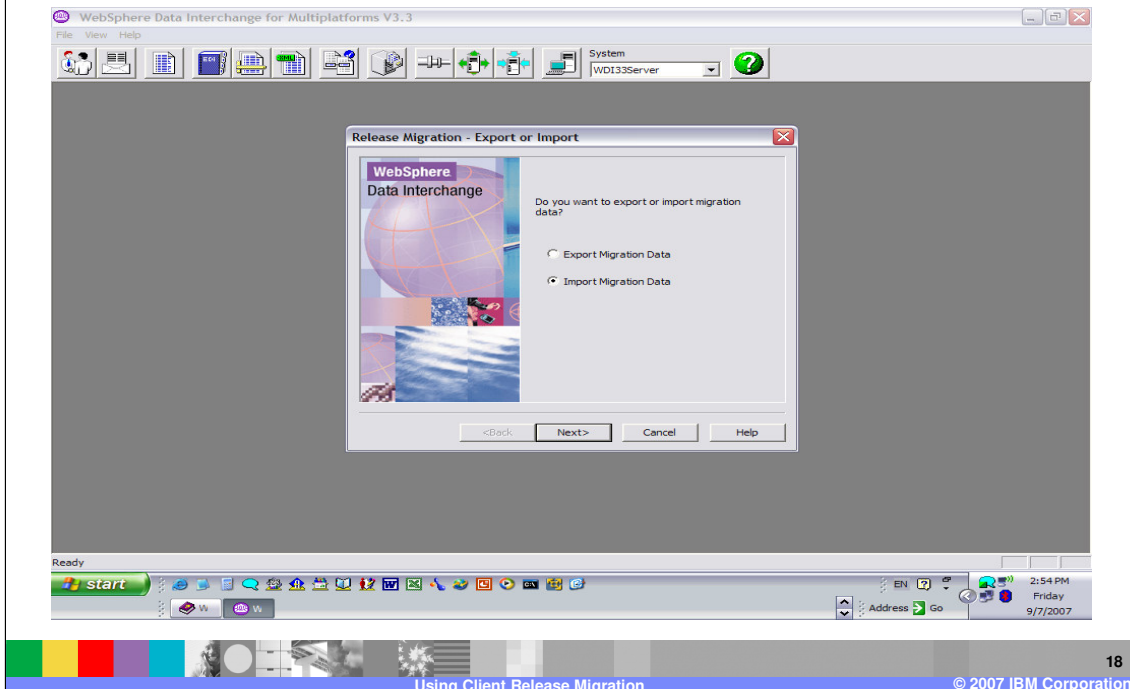 WebSphere Data Interchange for Multiplatforms V3.3
File View Help
EDI
XML
System
WDI33Server
Release Migration - Export or Import
WebSphere
Data Interchange
Do you want to export or import migration
data?
Export Migration Data
Import Migration Data
<Back Next> Cancel Help
Ready
start
EN
2:54 PM
W W
Address Go
Friday
9/7/2007
18
Using Client Release Migration
© 2007 IBM Corporation